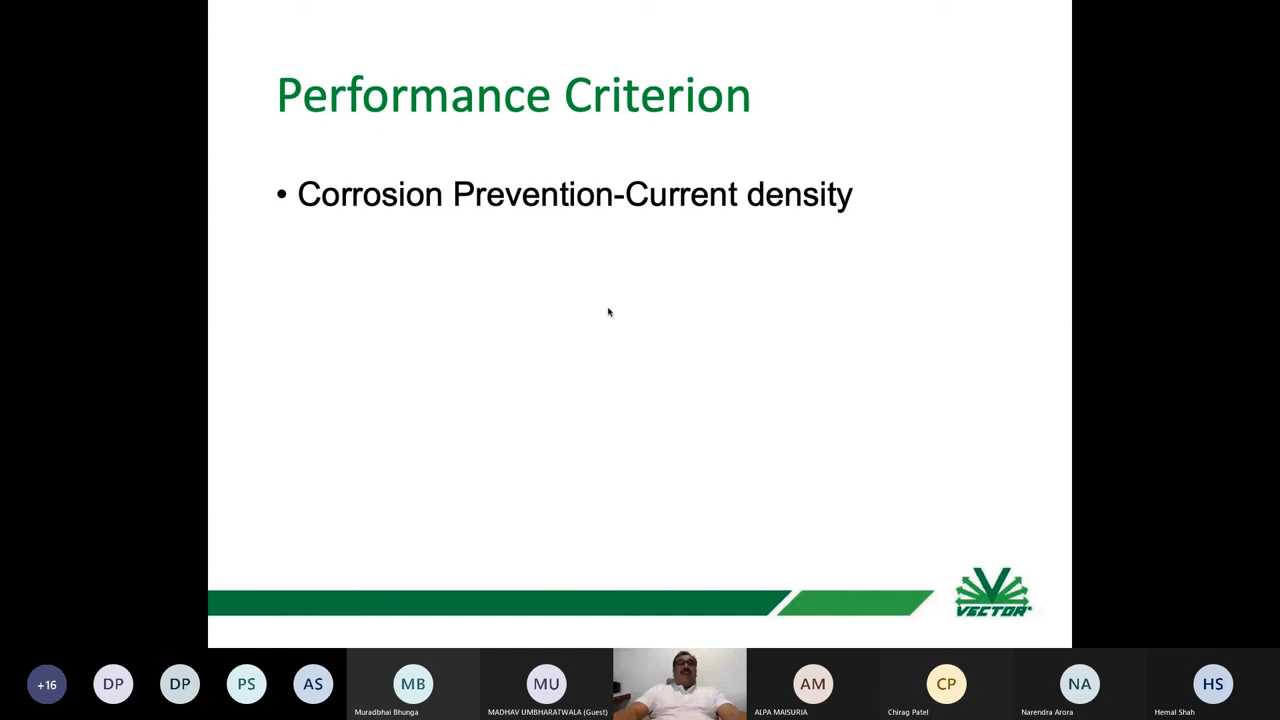 Performance Criterion
• Corrosion Prevention-Current density
VECTOR®
+16
DP
DP
PS
AS
MB
MU
AM
CP
NA
HS
Muradbhai Bhunga
MADHAV UMBHARATWALA (Guest)
ALPA MAISURIA
Chirag Patel
Narendra Arora
Hemal Shah